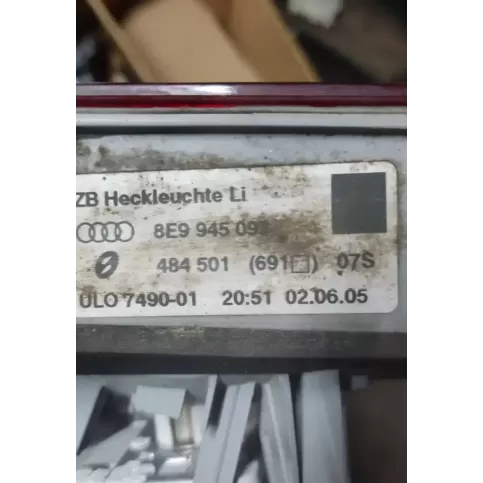 ZB Heckleuchte Li
8E9 945 09
484 501 (691□) 07S
ULO 7490-01 20:51 02.06.05